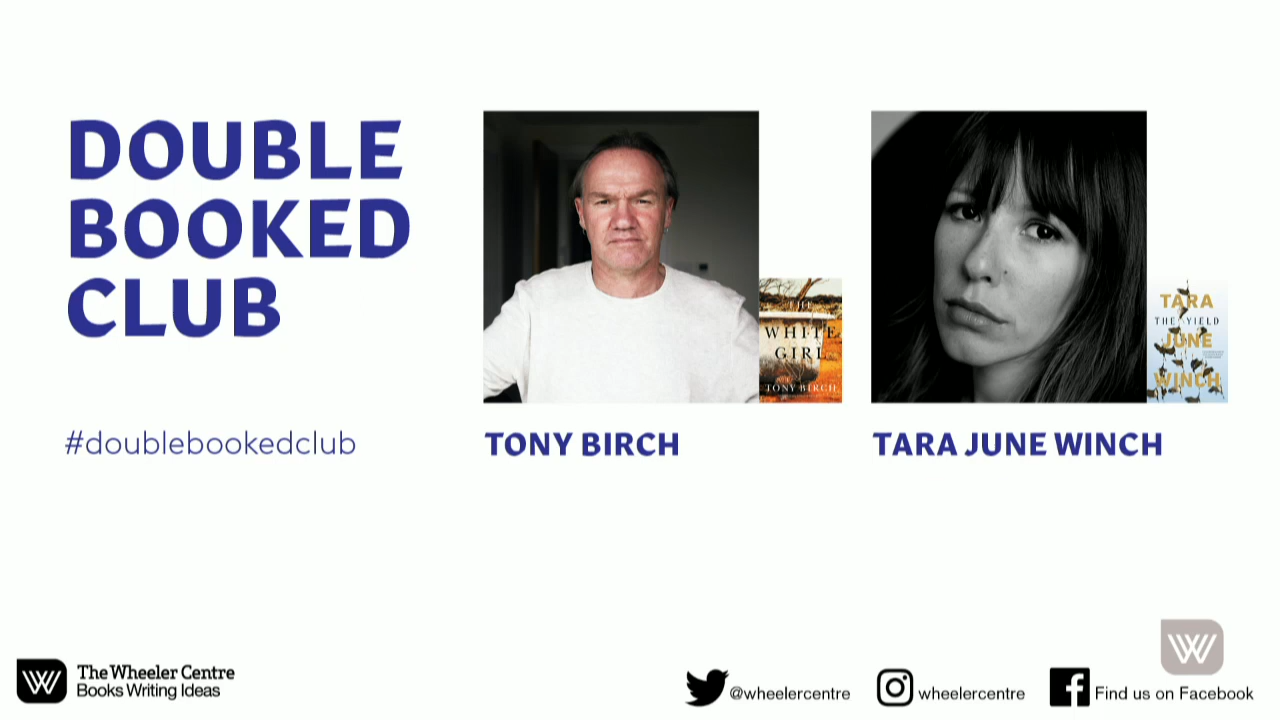 DOUBLE
BOOKED
CLUB
#doublebookedclub
THE
WHITE
GIRL
TONY BIRCH
TONY BIRCH
TARA
THE YIELD
JUNE
WINCH
TARA JUNE WINCH
The Wheeler Centre
Books Writing Ideas
@wheelercentre
wheelercentre
Find us on Facebook